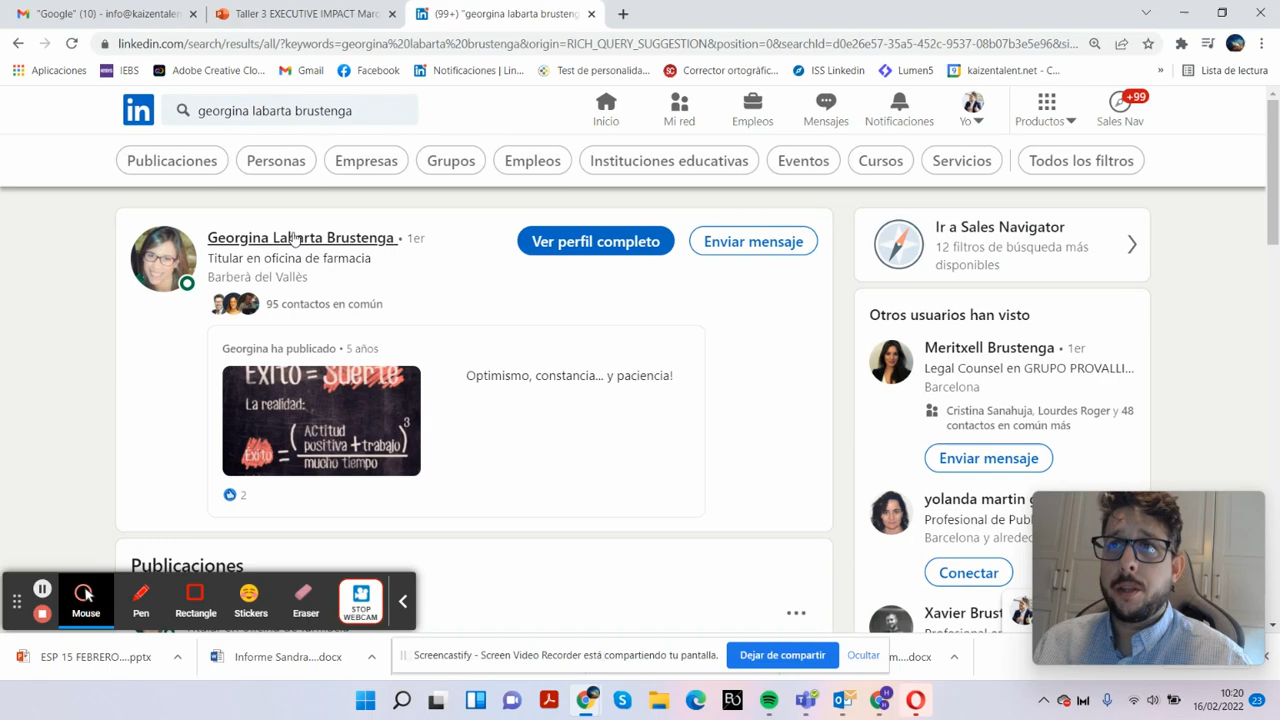 "Google" (10) - info@kaizentalen
Taller 3 EXECUTIVE IMPACT Marc
(99+) "georgina labarta brusteng
linkedin.com/search/results/all/?keywords=georgina%20labarta%20brustenga&origin=RICH_QUERY_SUGGESTION&position=0&searchId=d0e26e57-35a5-452c-9537-08b07b3e5e96&si...
Aplicaciones
IEBS
Adobe Creative Clo...
Gmail
Facebook
Notificaciones | Lin...
Test de personalida...
Corrector ortográfic...
ISS Linkedin
Lumen5
kaizentalent.net - C...
»
Lista de lectura
georgina labarta brustenga
Inicio
Mi red
Empleos
Mensajes
Notificaciones
Yo
Productos
+99
Sales Nav
Publicaciones
Personas
Empresas
Grupos
Empleos
Instituciones educativas
Eventos
Cursos
Servicios
Todos los filtros
Georgina Labarta Brustenga • 1er
Titular en oficina de farmacia
Barberà del Vallès
95 contactos en común
Ver perfil completo
Enviar mensaje
Georgina ha publicado • 5 años
Éxito = Suerte
La realidad:
Éxito = (Actitud positiva + trabajo)³
mucho tiempo
Optimismo, constancia... y paciencia!
2
Publicaciones
Ir a Sales Navigator
12 filtros de búsqueda más
disponibles
Otros usuarios han visto
Meritxell Brustenga • 1er
Legal Counsel en GRUPO PROVALLI...
Barcelona
Cristina Sanahuja, Lourdes Roger y 48
contactos en común más
Enviar mensaje
yolanda martin g
Profesional de Pub
Barcelona y alrede
Conectar
Xavier Brust
Mouse
Pen
Rectangle
Stickers
Eraser
STOP
WEBCAM
ESP 15 FEBRERO....pptx
Informe Sandra....docx
Screencastify - Screen Video Recorder está compartiendo tu pantalla.
Dejar de compartir
Ocultar
m....docx
10:20
16/02/2022
23